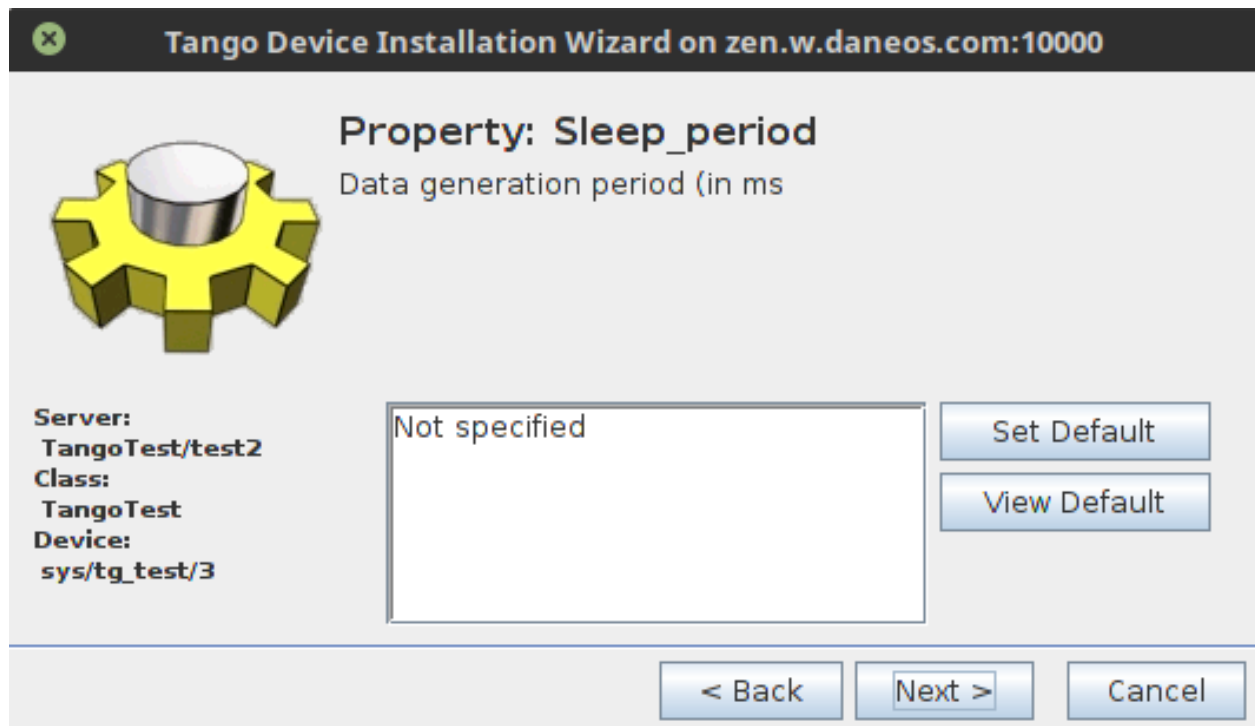 Tango Device Installation Wizard on zen.w.daneos.com:10000
Property: Sleep_period
Data generation period (in ms
Server:
TangoTest/test2
Class:
TangoTest
Device:
sys/tg_test/3
Not specified
Set Default
View Default
< Back
Next >
Cancel